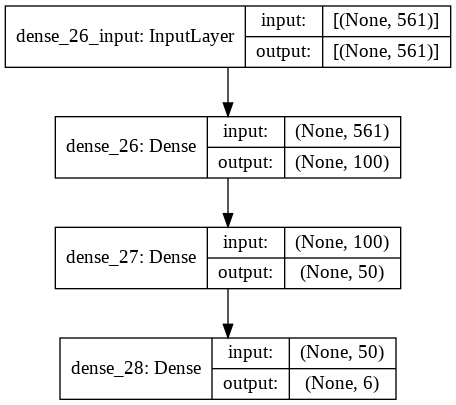 dense_26_input: InputLayer
input: [(None, 561)]
output: [(None, 561)]
dense_26: Dense
input: (None, 561)
output: (None, 100)
dense_27: Dense
input: (None, 100)
output: (None, 50)
dense_28: Dense
input: (None, 50)
output: (None, 6)